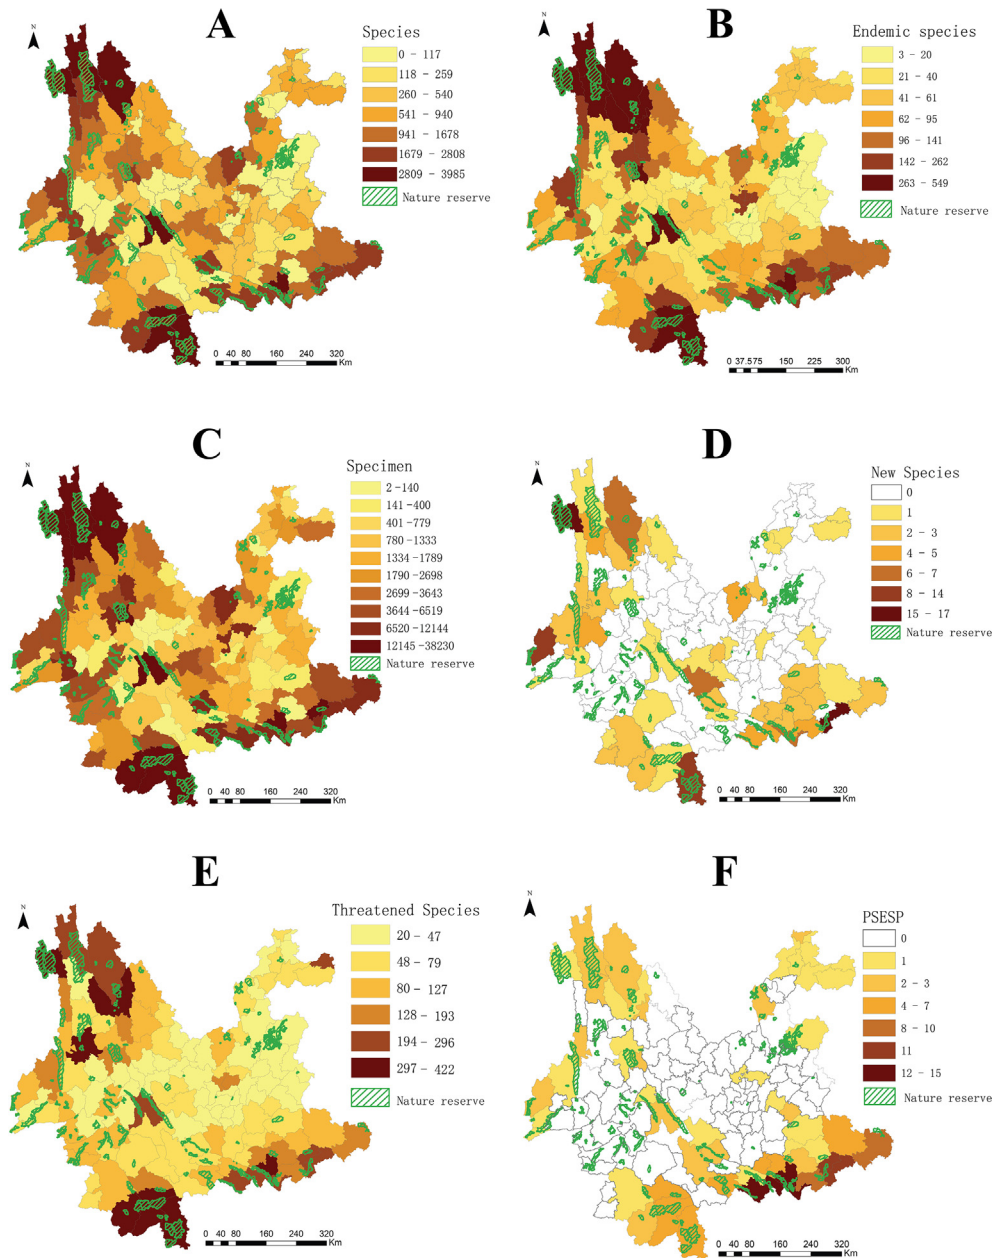 A
N
Species
0 - 117
118 - 259
260 - 540
541 - 940
941 - 1678
1679 - 2808
2809 - 3985
Nature reserve
0 40 80 160 240 320
Km
B
N
Endemic species
3 - 20
21 - 40
41 - 61
62 - 95
96 - 141
142 - 262
263 - 549
Nature reserve
0 37.575 150 225 300
Km
C
N
Specimen
2 -140
141 -400
401 -779
780 -1333
1334 -1789
1790 -2698
2699 -3643
3644 -6519
6520 -12144
12145 -38230
Nature reserve
0 40 80 160 240 320
Km
D
N
New Species
0
1
2 - 3
4 - 5
6 - 7
8 - 14
15 - 17
Nature reserve
0 40 80 160 240 320
Km
E
N
Threatened Species
20 - 47
48 - 79
80 - 127
128 - 193
194 - 296
297 - 422
Nature reserve
0 40 80 160 240 320
Km
F
N
PSESP
0
1
2 - 3
4 - 7
8 - 10
11
12 - 15
Nature reserve
0 40 80 160 240 320
Km